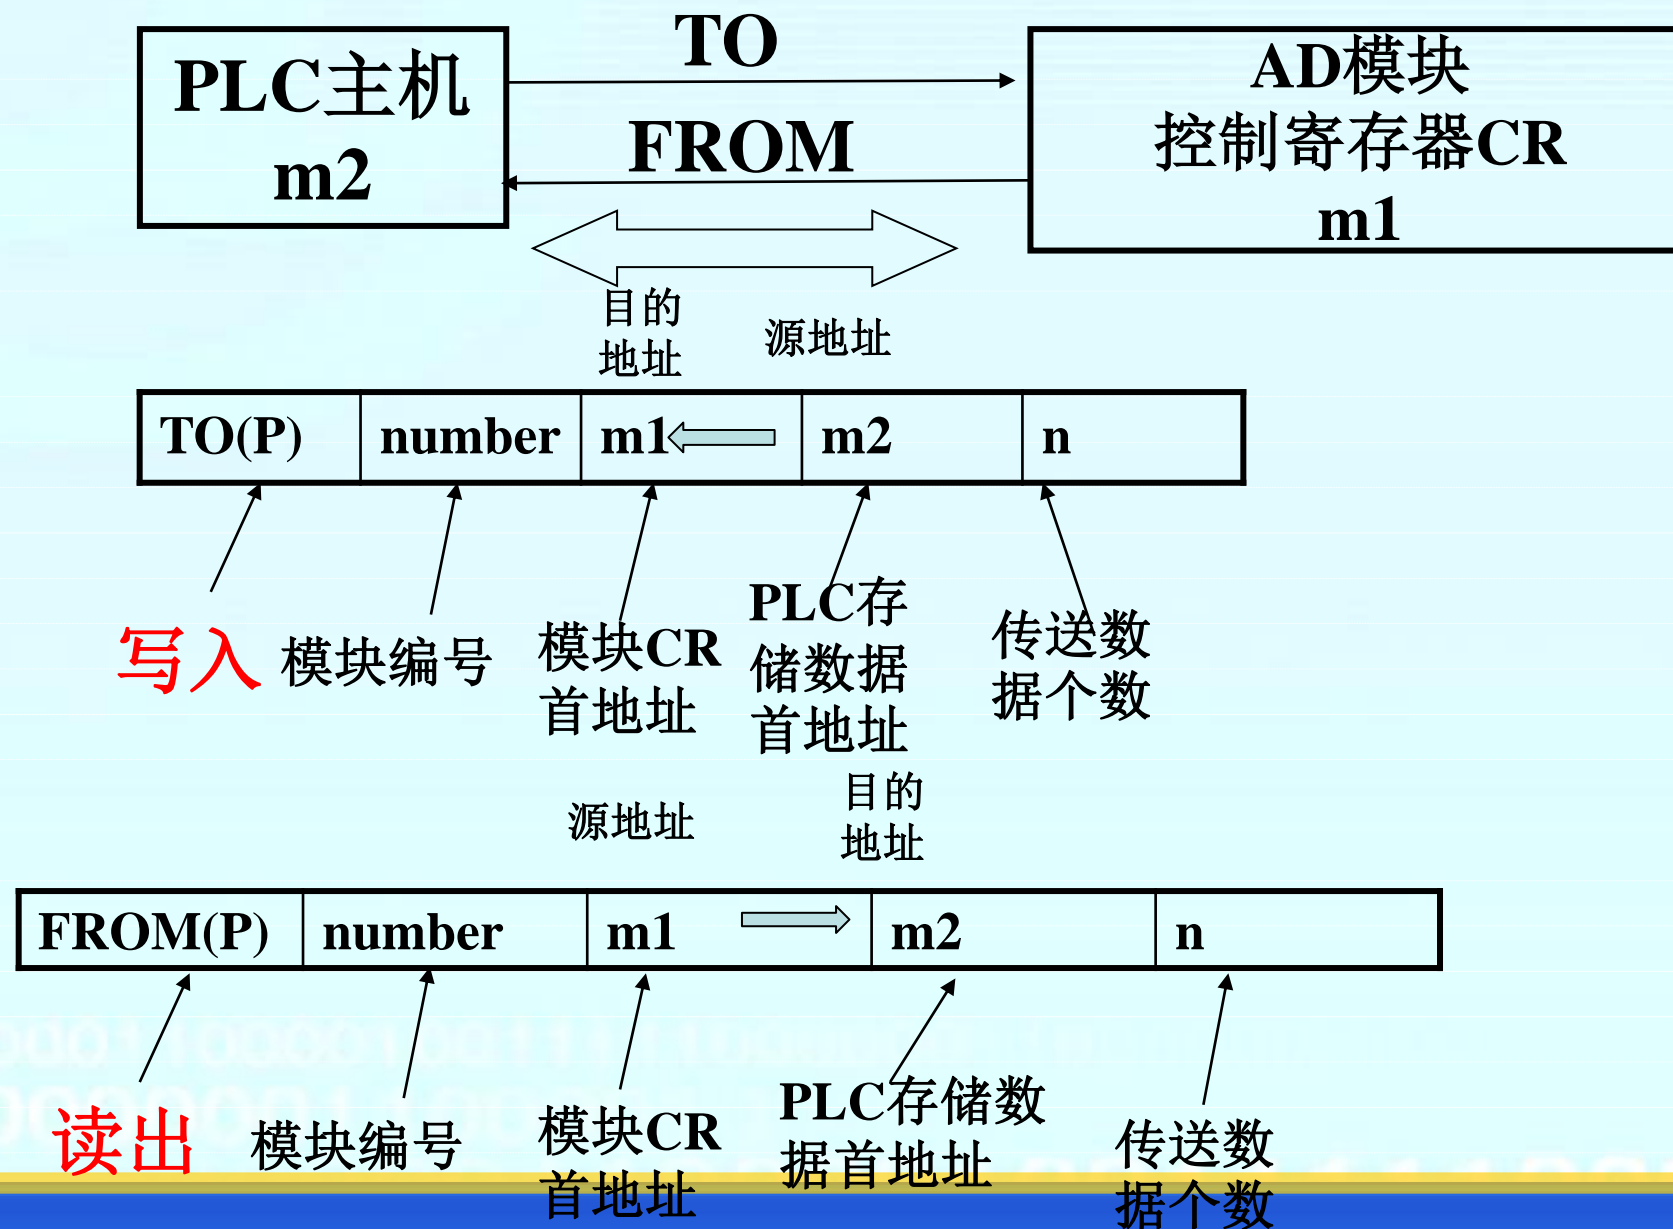 TO
PLC主机
m2
FROM
AD模块
控制寄存器CR
m1
目的
地址
源地址
TO(P) number m1 m2 n
写入
模块编号
模块CR
首地址
PLC存
储数据
首地址
传送数
据个数
源地址
目的
地址
FROM(P) number m1 m2 n
读出
模块编号
模块CR
首地址
PLC存储数
据首地址
传送数
据个数